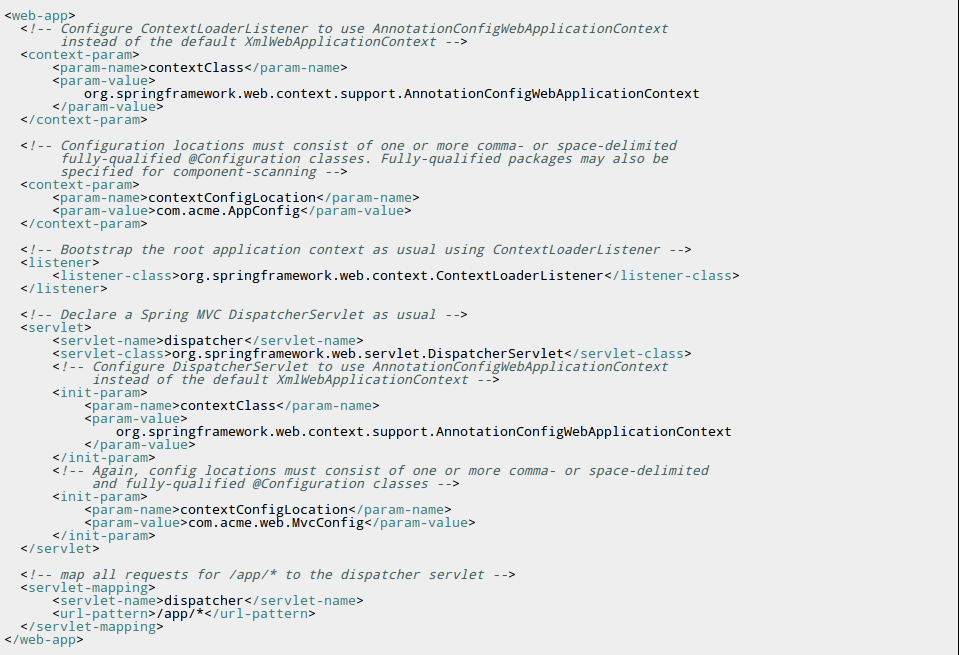 <web-app>
  <!-- Configure ContextLoaderListener to use AnnotationConfigWebApplicationContext
       instead of the default XmlWebApplicationContext -->
  <context-param>
      <param-name>contextClass</param-name>
      <param-value>
          org.springframework.web.context.support.AnnotationConfigWebApplicationContext
      </param-value>
  </context-param>

  <!-- Configuration locations must consist of one or more comma- or space-delimited
       fully-qualified @Configuration classes. Fully-qualified packages may also be
       specified for component-scanning -->
  <context-param>
      <param-name>contextConfigLocation</param-name>
      <param-value>com.acme.AppConfig</param-value>
  </context-param>

  <!-- Bootstrap the root application context as usual using ContextLoaderListener -->
  <listener>
      <listener-class>org.springframework.web.context.ContextLoaderListener</listener-class>
  </listener>

  <!-- Declare a Spring MVC DispatcherServlet as usual -->
  <servlet>
      <servlet-name>dispatcher</servlet-name>
      <servlet-class>org.springframework.web.servlet.DispatcherServlet</servlet-class>
      <!-- Configure DispatcherServlet to use AnnotationConfigWebApplicationContext
           instead of the default XmlWebApplicationContext -->
      <init-param>
          <param-name>contextClass</param-name>
          <param-value>
              org.springframework.web.context.support.AnnotationConfigWebApplicationContext
          </param-value>
      </init-param>
      <!-- Again, config locations must consist of one or more comma- or space-delimited
           and fully-qualified @Configuration classes -->
      <init-param>
          <param-name>contextConfigLocation</param-name>
          <param-value>com.acme.web.MvcConfig</param-value>
      </init-param>
  </servlet>

  <!-- map all requests for /app/* to the dispatcher servlet -->
  <servlet-mapping>
      <servlet-name>dispatcher</servlet-name>
      <url-pattern>/app/*</url-pattern>
  </servlet-mapping>
</web-app>